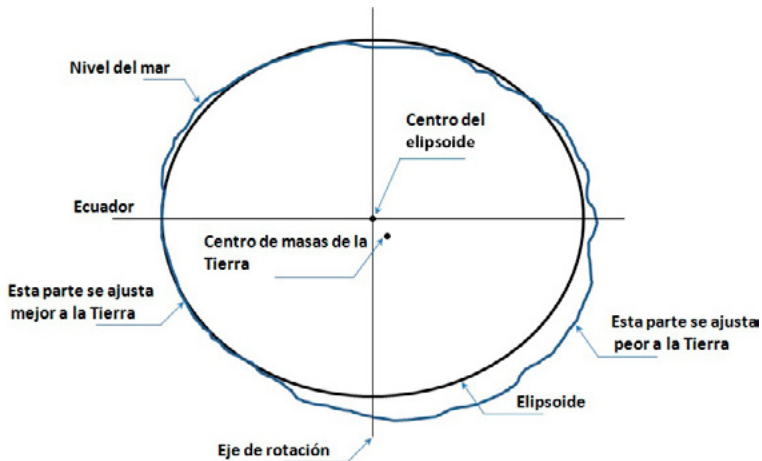 Nivel del mar
Centro del
elipsoide
Ecuador
Centro de masas de la
Tierra
Esta parte se ajusta
mejor a la Tierra
Esta parte se ajusta
peor a la Tierra
Elipsoide
Eje de rotación